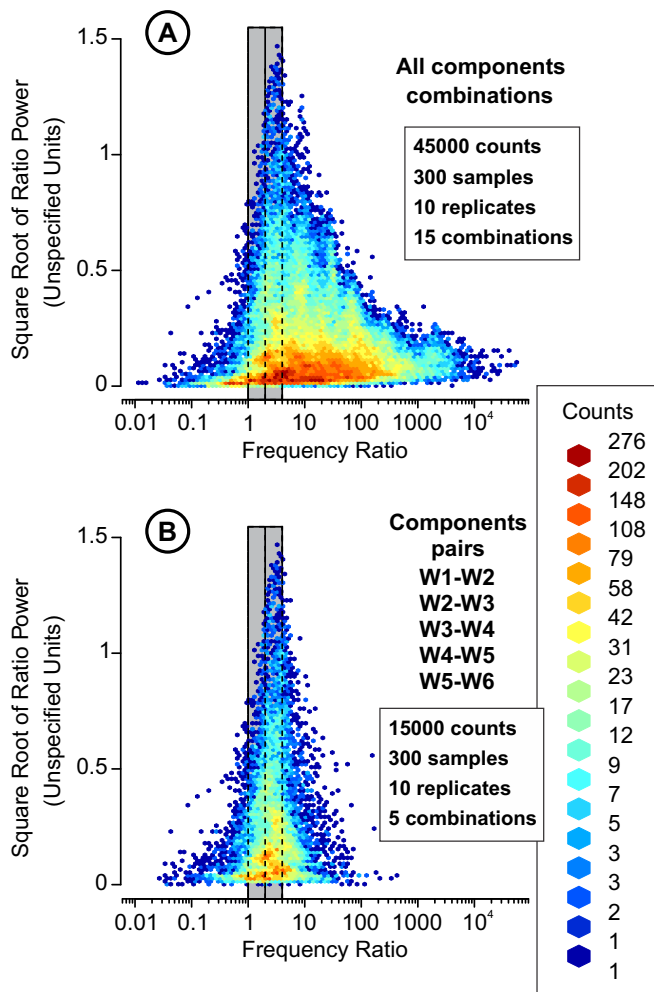 A
1.5
1
0.5
0
Square Root of Ratio Power
(Unspecified Units)
All components
combinations
45000 counts
300 samples
10 replicates
15 combinations
0.01 0.1 1 10 100 1000 10⁴
Frequency Ratio
B
1.5
1
0.5
0
Square Root of Ratio Power
(Unspecified Units)
Components
pairs
W1-W2
W2-W3
W3-W4
W4-W5
W5-W6
15000 counts
300 samples
10 replicates
5 combinations
0.01 0.1 1 10 100 1000 10⁴
Frequency Ratio
Counts
276
202
148
108
79
58
42
31
23
17
12
9
7
5
3
3
2
1
1